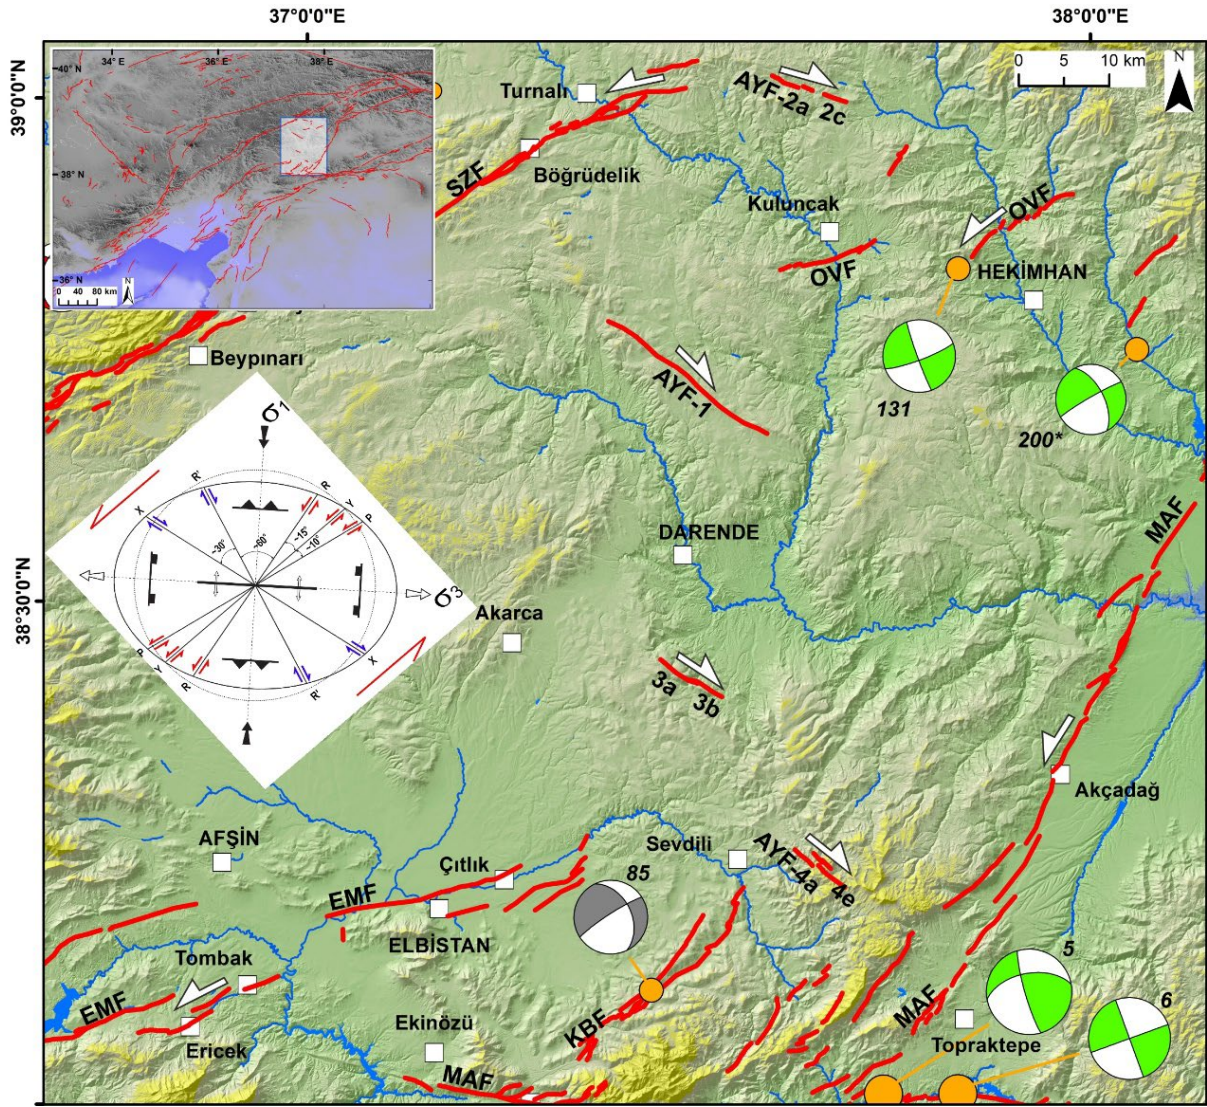 37°0'0"E
38°0'0"E
39°0'0"N
38°30'0"N
34° E
36° E
38° E
40° N
38° N
36° N
0 40 80 km
N
0 5 10 km
N
Turnalı
AYF-2a 2c
SZF
Böğrüdelik
Kuluncak
OVF
OVF
HEKİMHAN
Beypınarı
AYF-1
131
200*
σ1
R'
R
Y
P
X
~30°
~60°
~15°
~10°
σ3
P
Y
R
R'
X
DARENDE
MAF
Akarca
3a 3b
Akçadağ
AFŞİN
Çıtlık
Sevdili
AYF-4a 4e
85
EMF
ELBİSTAN
Tombak
5
EMF
KBF
MAF
6
Ericek
Ekinözü
Topraktepe
MAF